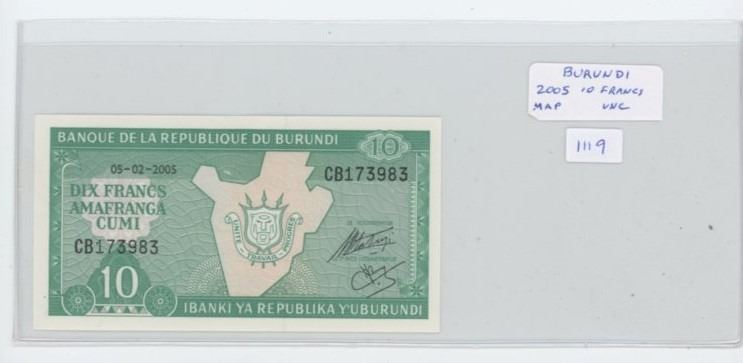 BURUNDI
2005 10 FRANCS
MAP UNC
1119
BANQUE DE LA REPUBLIQUE DU BURUNDI
10
05-02-2005
CB173983
DIX FRANCS
AMAFRANGA
CUMI
CB173983
UNITE - TRAVAIL - PROGRES
10
IBANKI YA REPUBLIKA Y'UBURUNDI